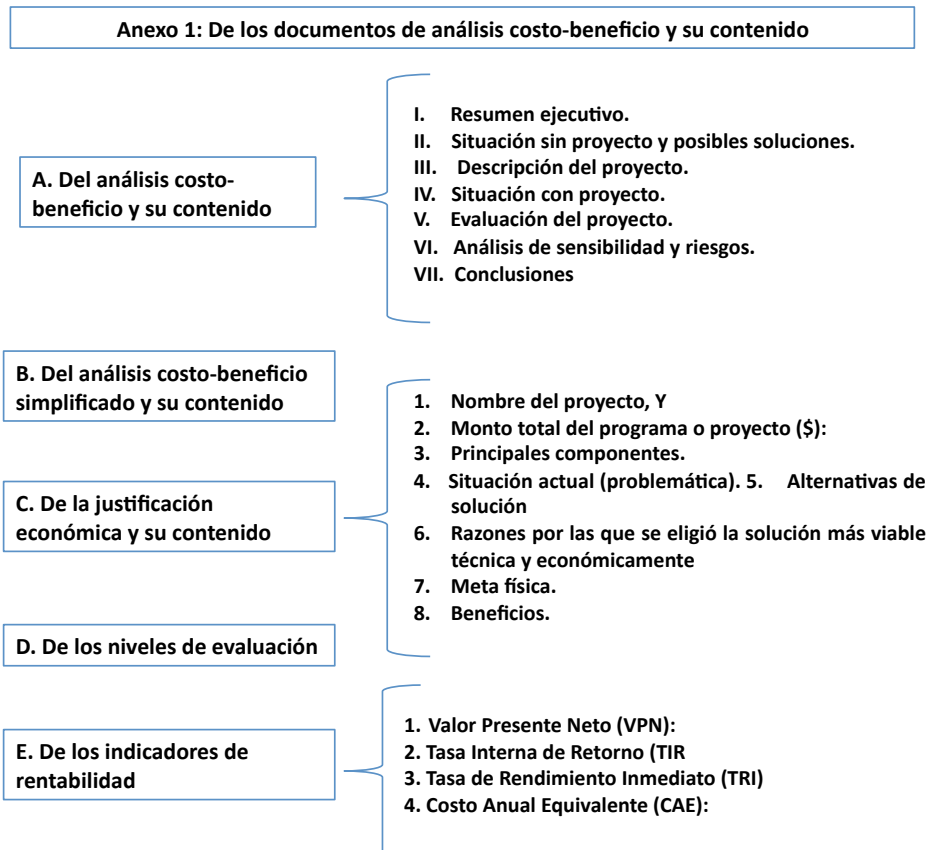 Anexo 1: De los documentos de análisis costo-beneficio y su contenido
A. Del análisis costo-
beneficio y su contenido
I. Resumen ejecutivo.
II. Situación sin proyecto y posibles soluciones.
III. Descripción del proyecto.
IV. Situación con proyecto.
V. Evaluación del proyecto.
VI. Análisis de sensibilidad y riesgos.
VII. Conclusiones
B. Del análisis costo-beneficio
simplificado y su contenido
C. De la justificación
económica y su contenido
1. Nombre del proyecto, Y
2. Monto total del programa o proyecto ($):
3. Principales componentes.
4. Situación actual (problemática). 5. Alternativas de
solución
6. Razones por las que se eligió la solución más viable
técnica y económicamente
7. Meta física.
8. Beneficios.
D. De los niveles de evaluación
E. De los indicadores de
rentabilidad
1. Valor Presente Neto (VPN):
2. Tasa Interna de Retorno (TIR
3. Tasa de Rendimiento Inmediato (TRI)
4. Costo Anual Equivalente (CAE):